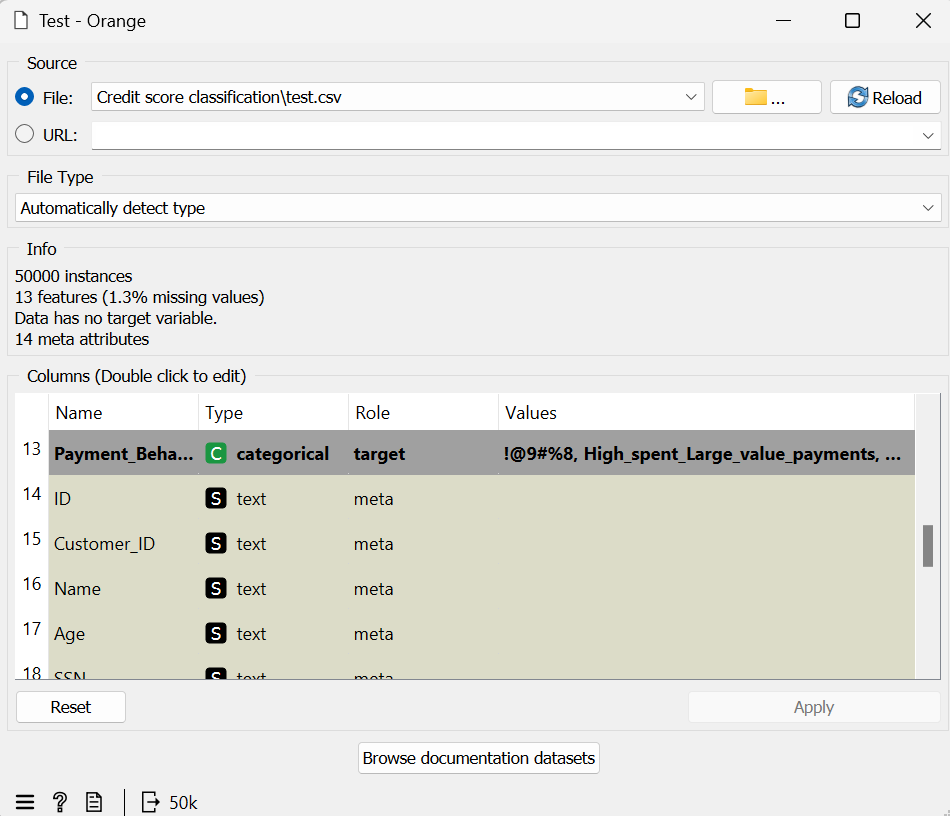 Test - Orange
Source
File: Credit score classification\test.csv ... Reload
URL:
File Type
Automatically detect type
Info
50000 instances
13 features (1.3% missing values)
Data has no target variable.
14 meta attributes
Columns (Double click to edit)
Name Type Role Values
13 Payment_Beha... C categorical target !@9#%8, High_spent_Large_value_payments, ...
14 ID S text meta
15 Customer_ID S text meta
16 Name S text meta
17 Age S text meta
18 SSN S text meta
Reset Apply
Browse documentation datasets
? 50k